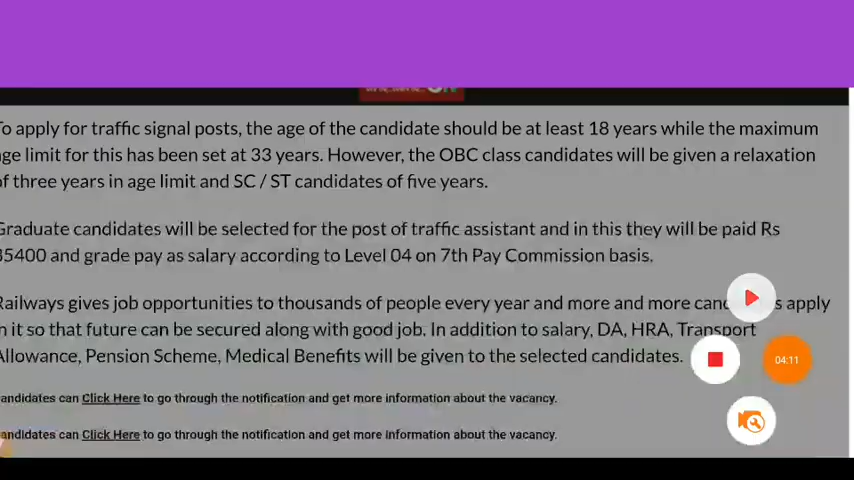 To apply for traffic signal posts, the age of the candidate should be at least 18 years while the maximum
age limit for this has been set at 33 years. However, the OBC class candidates will be given a relaxation
of three years in age limit and SC / ST candidates of five years.
Graduate candidates will be selected for the post of traffic assistant and in this they will be paid Rs
35400 and grade pay as salary according to Level 04 on 7th Pay Commission basis.
Railways gives job opportunities to thousands of people every year and more and more apply
in it so that future can be secured along with good job. In addition to salary, DA, HRA, Transport
Allowance, Pension Scheme, Medical Benefits will be given to the selected candidates.
04:11
andidates can Click Here to go through the notification and get more information about the vacancy.
andidates can Click Here to go through the notification and get more information about the vacancy.